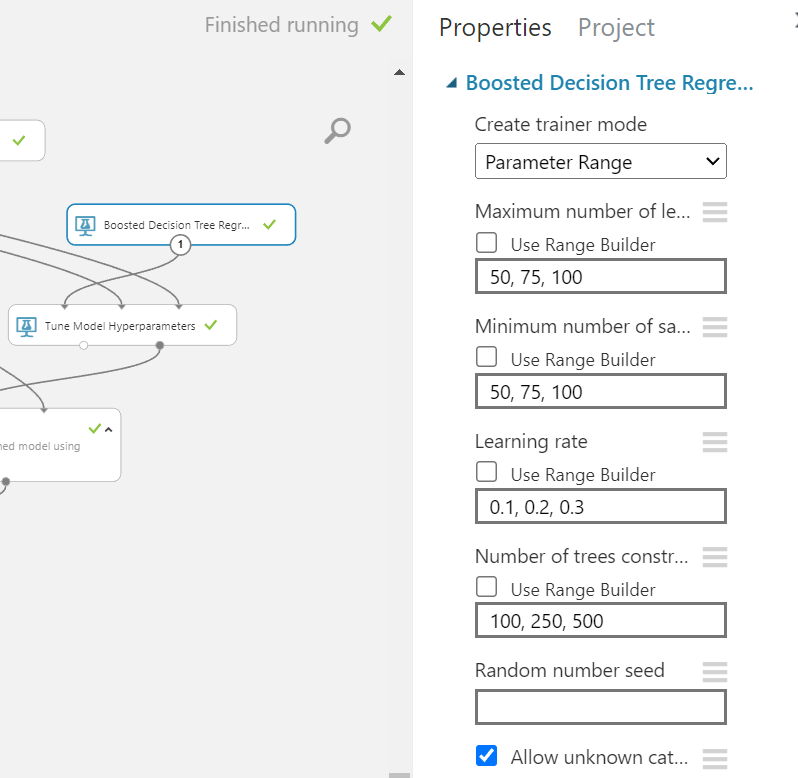 Finished running
Boosted Decision Tree Regr...
1
Tune Model Hyperparameters
ned model using
Properties Project
Boosted Decision Tree Regre...
Create trainer mode
Parameter Range
Maximum number of le...
Use Range Builder
50, 75, 100
Minimum number of sa...
Use Range Builder
50, 75, 100
Learning rate
Use Range Builder
0.1, 0.2, 0.3
Number of trees constr...
Use Range Builder
100, 250, 500
Random number seed
Allow unknown cat...